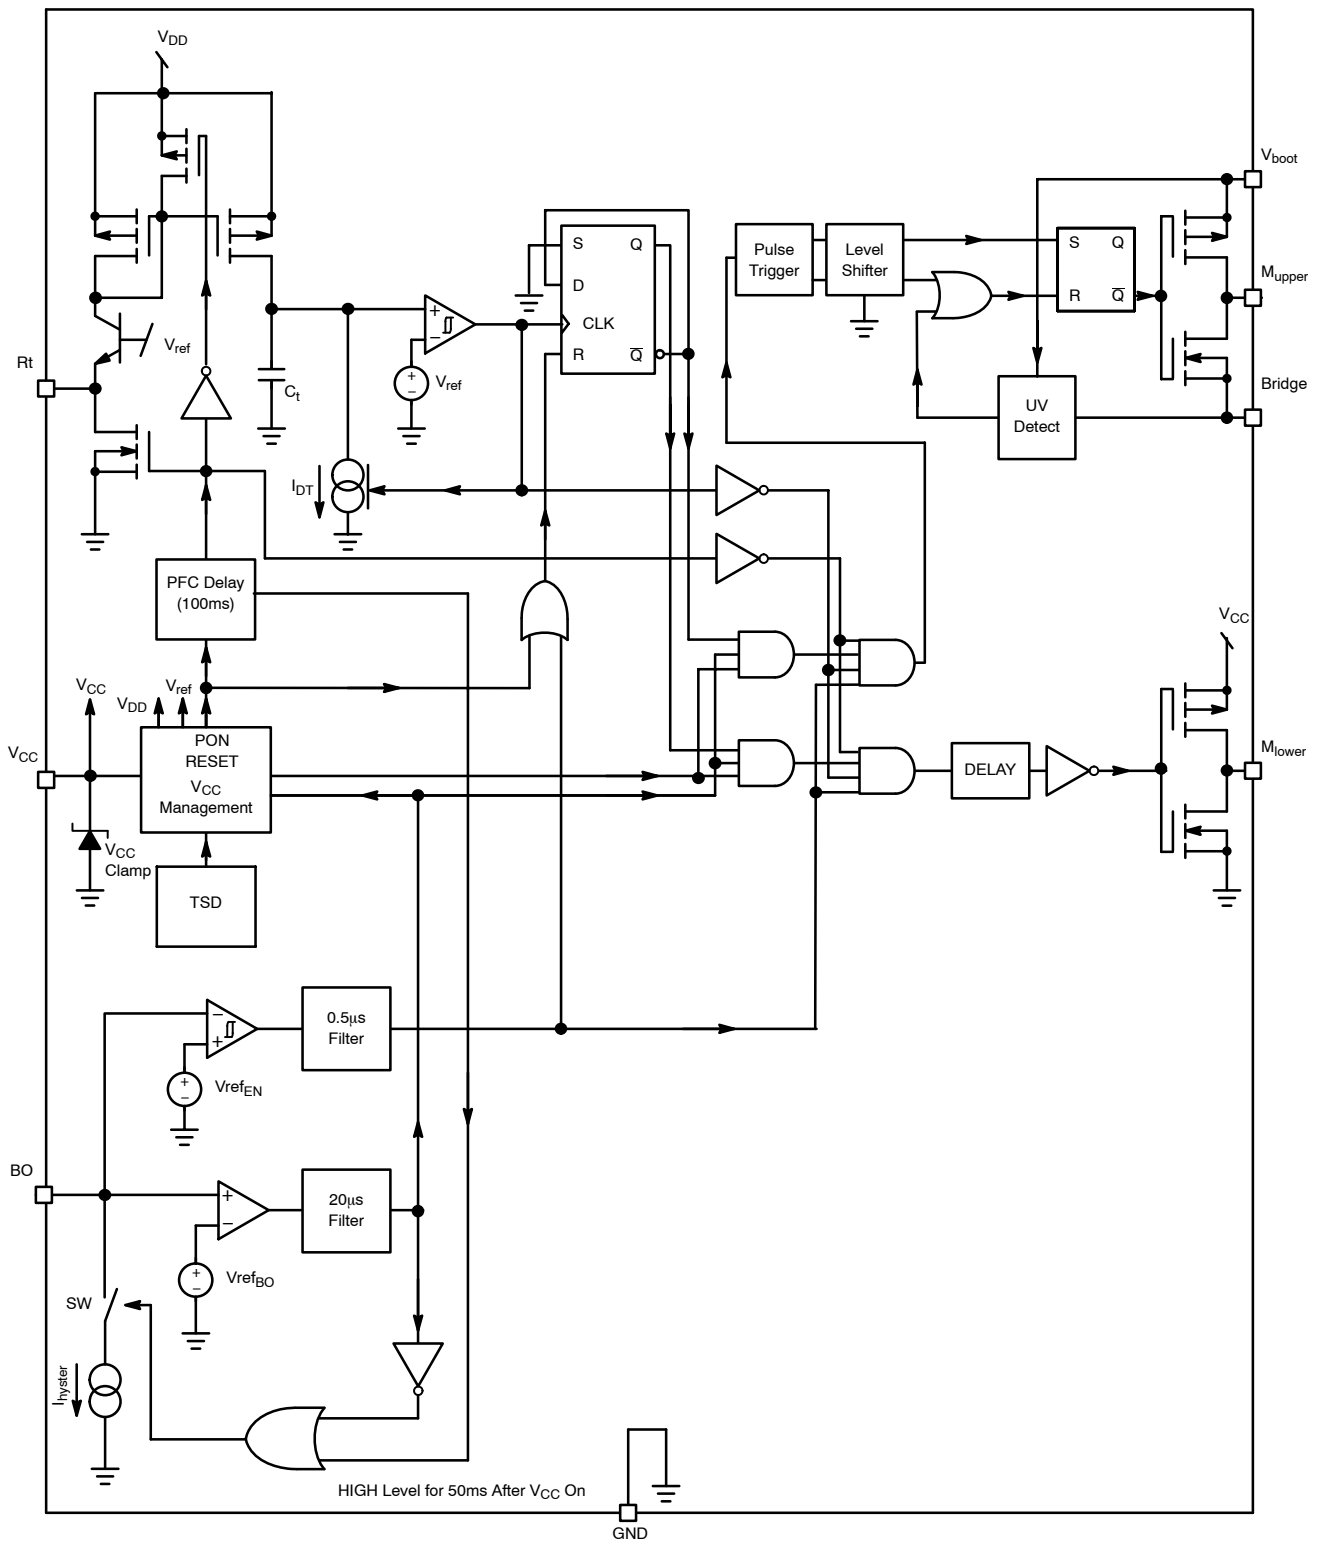 VDD
Vboot
S Q
D
CLK
R Q̅
Pulse
Trigger
Level
Shifter
S Q
R Q̅
Mupper
Vref
Rt
+
−
Vref
+
−
Ct
Bridge
UV
Detect
IDT
PFC Delay
(100ms)
VCC
VCC
VDD
Vref
VCC
PON
RESET
VCC
Management
Mlower
DELAY
VCC
Clamp
TSD
−
+
0.5μs
Filter
+
−
VrefEN
BO
+
−
20μs
Filter
+
−
VrefBO
SW
Ihyster
HIGH Level for 50ms After VCC On
GND